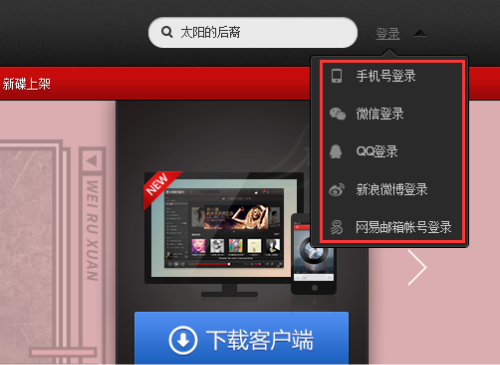 太阳的后裔
登录
新碟上架
手机号登录
微信登录
QQ登录
新浪微博登录
网易邮箱帐号登录
WEI RU XUAN
NEW
下载客户端